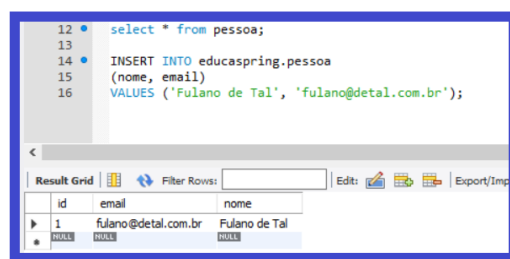 12 select * from pessoa;
13
14 INSERT INTO educaspring.pessoa
15 (nome, email)
16 VALUES ('Fulano de Tal', 'fulano@detal.com.br');
Result Grid Filter Rows: Edit: Export/Imp
id email nome
1 fulano@detal.com.br Fulano de Tal
NULL NULL NULL